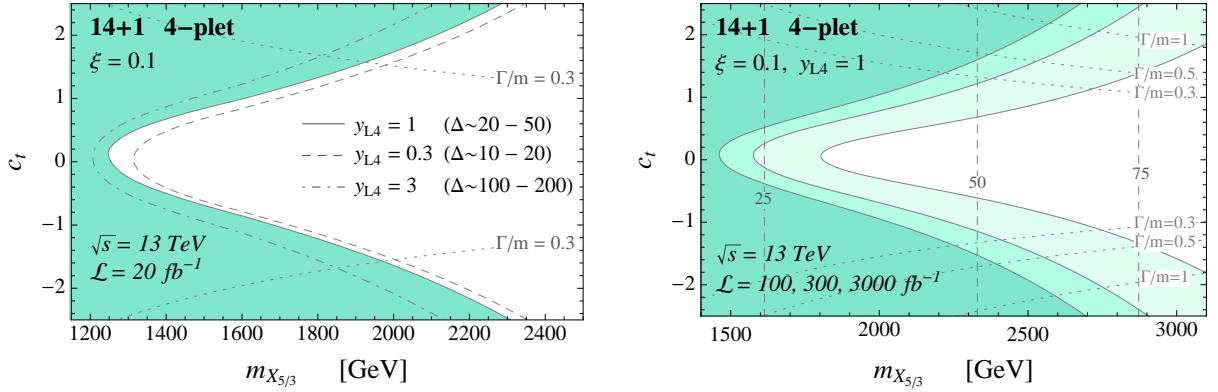 14+1 4-plet
ξ = 0.1
Γ/m = 0.3
y_L4 = 1 (Δ~20 − 50)
y_L4 = 0.3 (Δ~10 − 20)
y_L4 = 3 (Δ~100 − 200)
Γ/m = 0.3
√s = 13 TeV
ℒ = 20 fb⁻¹
2
1
0
−1
−2
c_t
1200 1400 1600 1800 2000 2200 2400
m_X5/3 [GeV]
14+1 4-plet
ξ = 0.1, y_L4 = 1
Γ/m=1
Γ/m=0.5
Γ/m=0.3
25
50
75
Γ/m=0.3
Γ/m=0.5
Γ/m=1
√s = 13 TeV
ℒ = 100, 300, 3000 fb⁻¹
2
1
0
−1
−2
c_t
1500 2000 2500 3000
m_X5/3 [GeV]